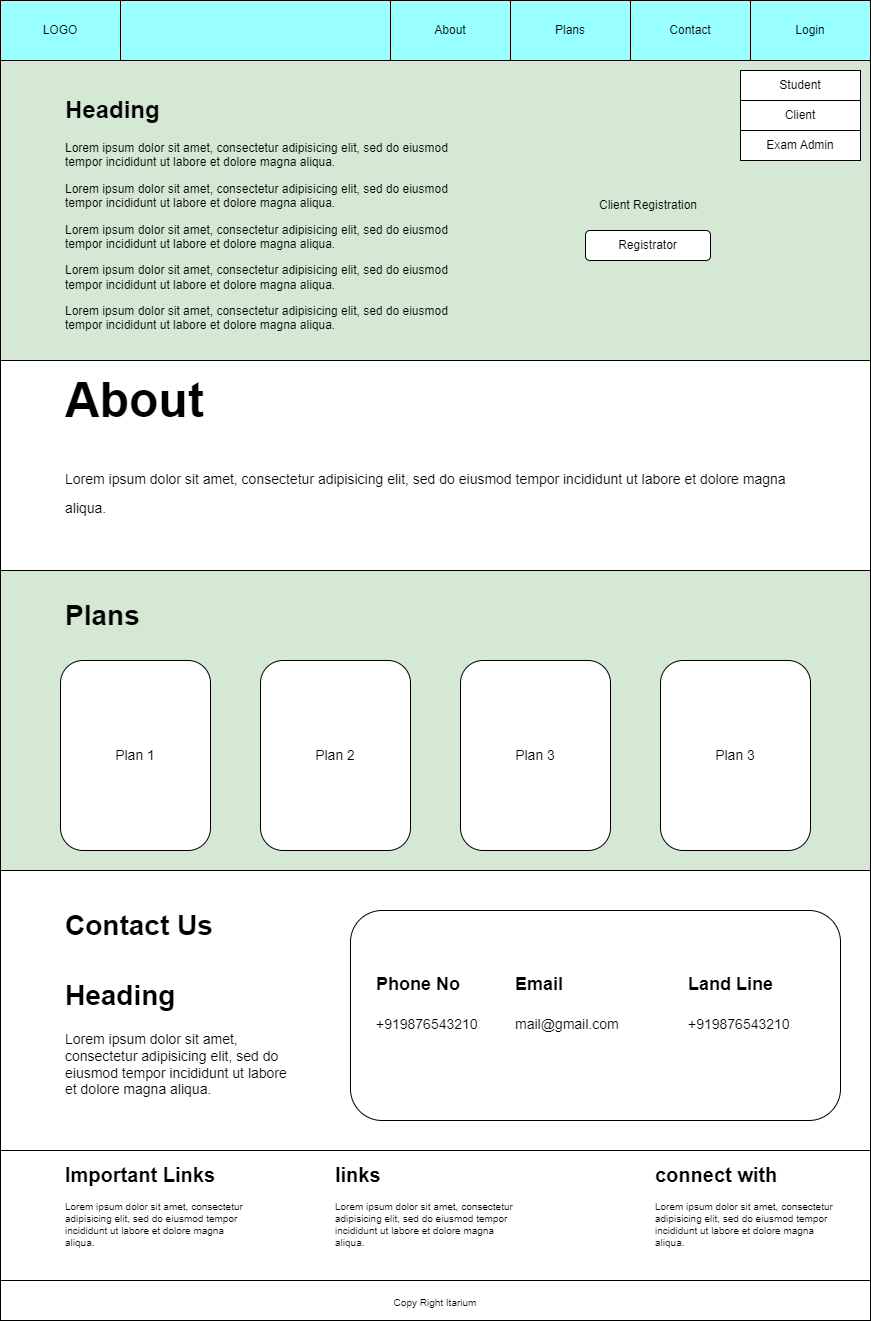 LOGO
About
Plans
Contact
Login
Student
Client
Exam Admin
Heading
Lorem ipsum dolor sit amet, consectetur adipisicing elit, sed do eiusmod
tempor incididunt ut labore et dolore magna aliqua.
Lorem ipsum dolor sit amet, consectetur adipisicing elit, sed do eiusmod
tempor incididunt ut labore et dolore magna aliqua.
Lorem ipsum dolor sit amet, consectetur adipisicing elit, sed do eiusmod
tempor incididunt ut labore et dolore magna aliqua.
Lorem ipsum dolor sit amet, consectetur adipisicing elit, sed do eiusmod
tempor incididunt ut labore et dolore magna aliqua.
Lorem ipsum dolor sit amet, consectetur adipisicing elit, sed do eiusmod
tempor incididunt ut labore et dolore magna aliqua.
Client Registration
Registrator
About
Lorem ipsum dolor sit amet, consectetur adipisicing elit, sed do eiusmod tempor incididunt ut labore et dolore magna
aliqua.
Plans
Plan 1
Plan 2
Plan 3
Plan 3
Contact Us
Heading
Lorem ipsum dolor sit amet,
consectetur adipisicing elit, sed do
eiusmod tempor incididunt ut labore
et dolore magna aliqua.
Phone No
+919876543210
Email
mail@gmail.com
Land Line
+919876543210
Important Links
Lorem ipsum dolor sit amet, consectetur
adipisicing elit, sed do eiusmod tempor
incididunt ut labore et dolore magna
aliqua.
links
Lorem ipsum dolor sit amet, consectetur
adipisicing elit, sed do eiusmod tempor
incididunt ut labore et dolore magna
aliqua.
connect with
Lorem ipsum dolor sit amet, consectetur
adipisicing elit, sed do eiusmod tempor
incididunt ut labore et dolore magna
aliqua.
Copy Right Itarium